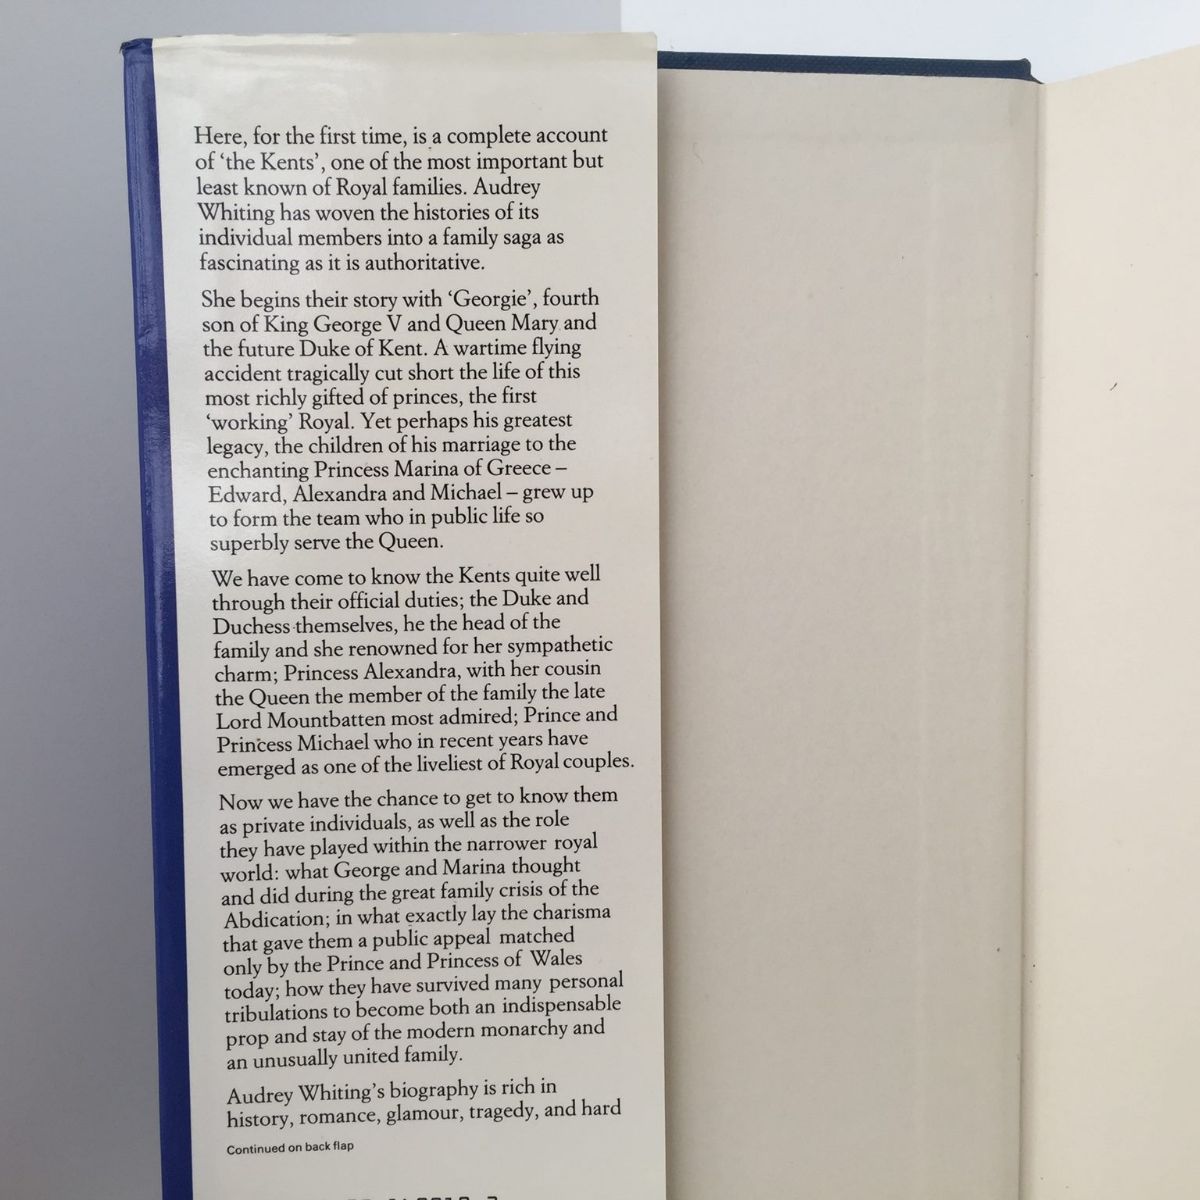 Here, for the first time, is a complete account
of ‘the Kents’, one of the most important but
least known of Royal families. Audrey
Whiting has woven the histories of its
individual members into a family saga as
fascinating as it is authoritative.
She begins their story with ‘Georgie’, fourth
son of King George V and Queen Mary and
the future Duke of Kent. A wartime flying
accident tragically cut short the life of this
most richly gifted of princes, the first
‘working’ Royal. Yet perhaps his greatest
legacy, the children of his marriage to the
enchanting Princess Marina of Greece –
Edward, Alexandra and Michael – grew up
to form the team who in public life so
superbly serve the Queen.
We have come to know the Kents quite well
through their official duties; the Duke and
Duchess themselves, he the head of the
family and she renowned for her sympathetic
charm; Princess Alexandra, with her cousin
the Queen the member of the family the late
Lord Mountbatten most admired; Prince and
Princess Michael who in recent years have
emerged as one of the liveliest of Royal couples.
Now we have the chance to get to know them
as private individuals, as well as the role
they have played within the narrower royal
world: what George and Marina thought
and did during the great family crisis of the
Abdication; in what exactly lay the charisma
that gave them a public appeal matched
only by the Prince and Princess of Wales
today; how they have survived many personal
tribulations to become both an indispensable
prop and stay of the modern monarchy and
an unusually united family.
Audrey Whiting’s biography is rich in
history, romance, glamour, tragedy, and hard
Continued on back flap